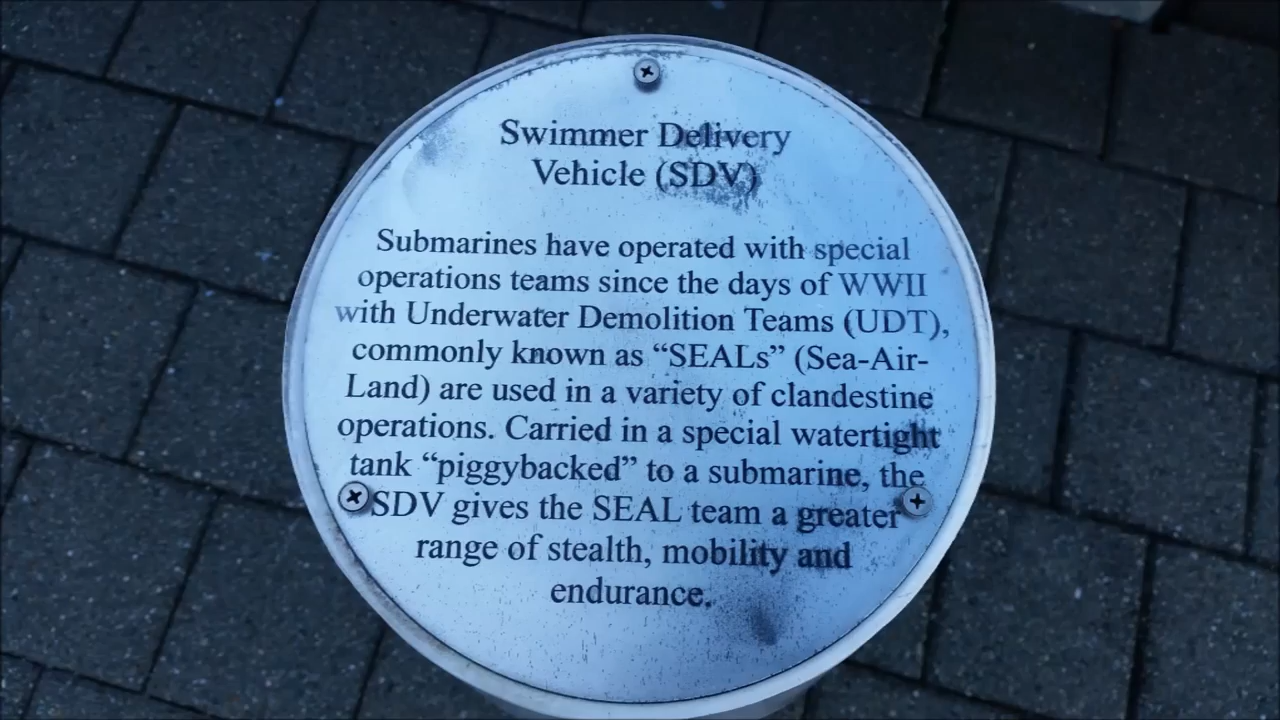 Swimmer Delivery
Vehicle (SDV)
Submarines have operated with special
operations teams since the days of WWII
with Underwater Demolition Teams (UDT),
commonly known as “SEALs” (Sea-Air-
Land) are used in a variety of clandestine
operations. Carried in a special watertight
tank “piggybacked” to a submarine, the
SDV gives the SEAL team a greater
range of stealth, mobility and
endurance.